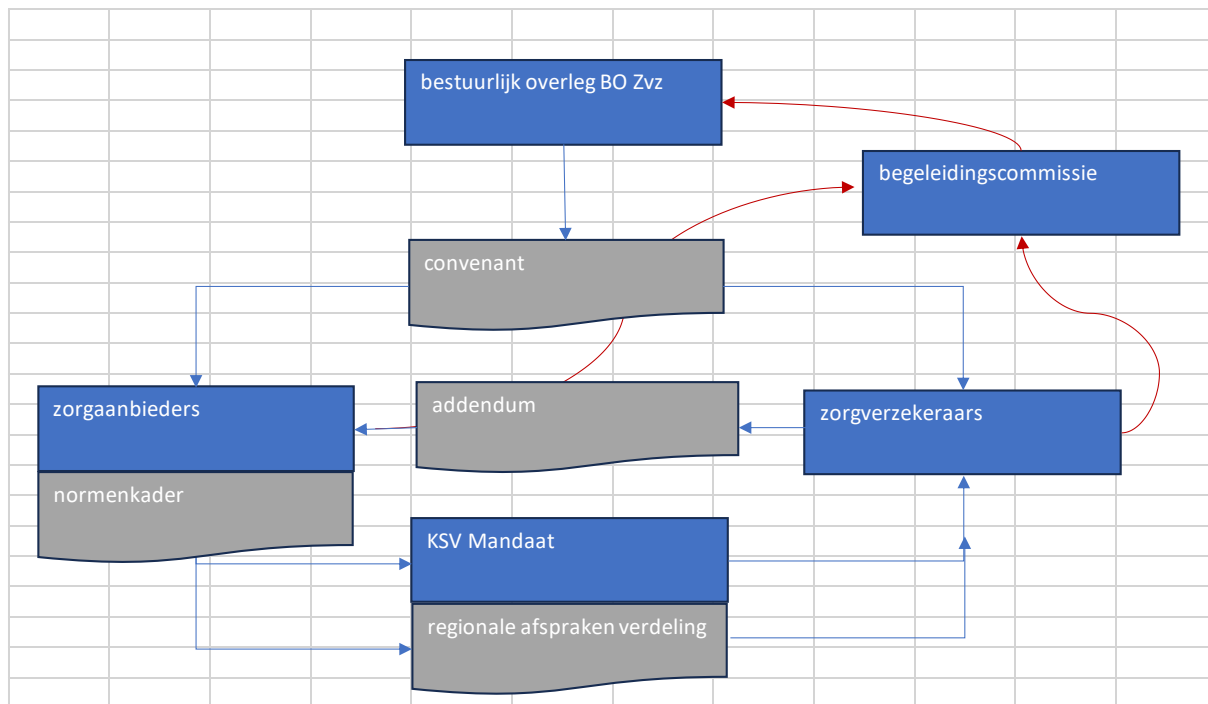 bestuurlijk overleg BO Zvz
begeleidingscommissie
convenant
zorgaanbieders
addendum
zorgverzekeraars
normenkader
KSV Mandaat
regionale afspraken verdeling